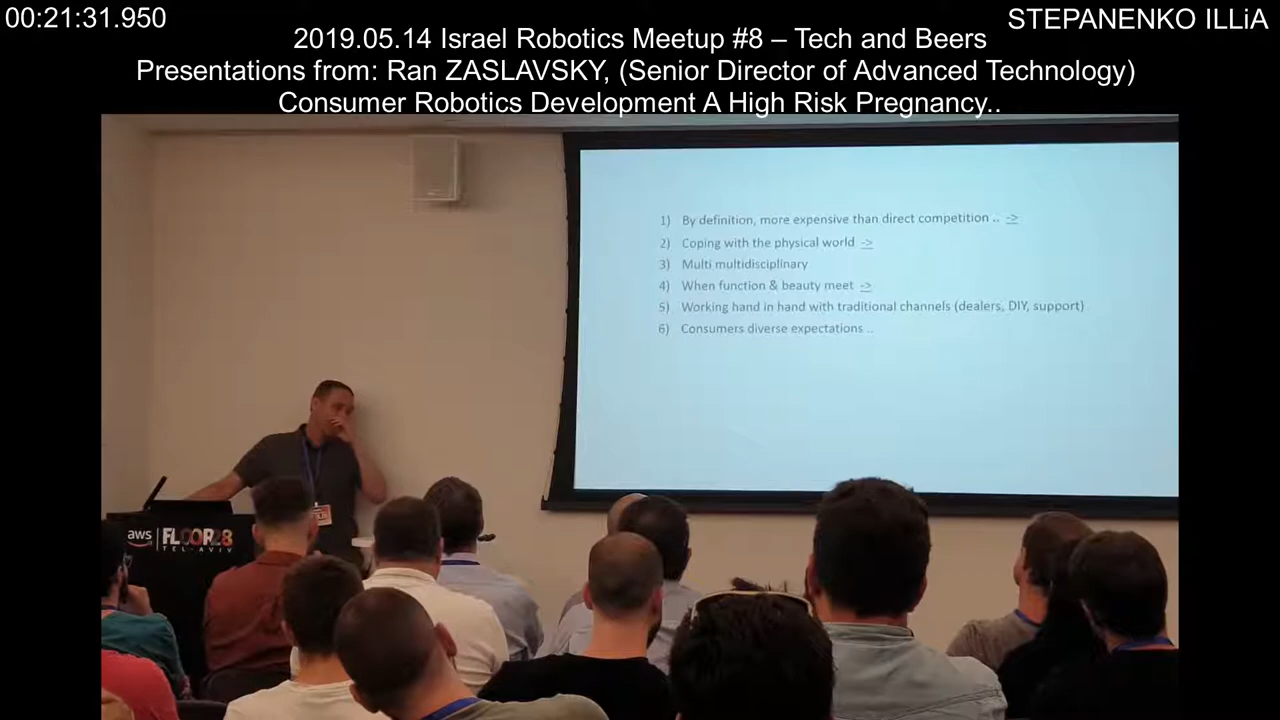 00:21:31.950
STEPANENKO ILLiA
2019.05.14 Israel Robotics Meetup #8 – Tech and Beers
Presentations from: Ran ZASLAVSKY, (Senior Director of Advanced Technology)
Consumer Robotics Development A High Risk Pregnancy..
1) By definition, more expensive than direct competition .. ->
2) Coping with the physical world ->
3) Multi multidisciplinary
4) When function & beauty meet ->
5) Working hand in hand with traditional channels (dealers, DIY, support)
6) Consumers diverse expectations ..
aws
FLOOR28
TEL-AVIV